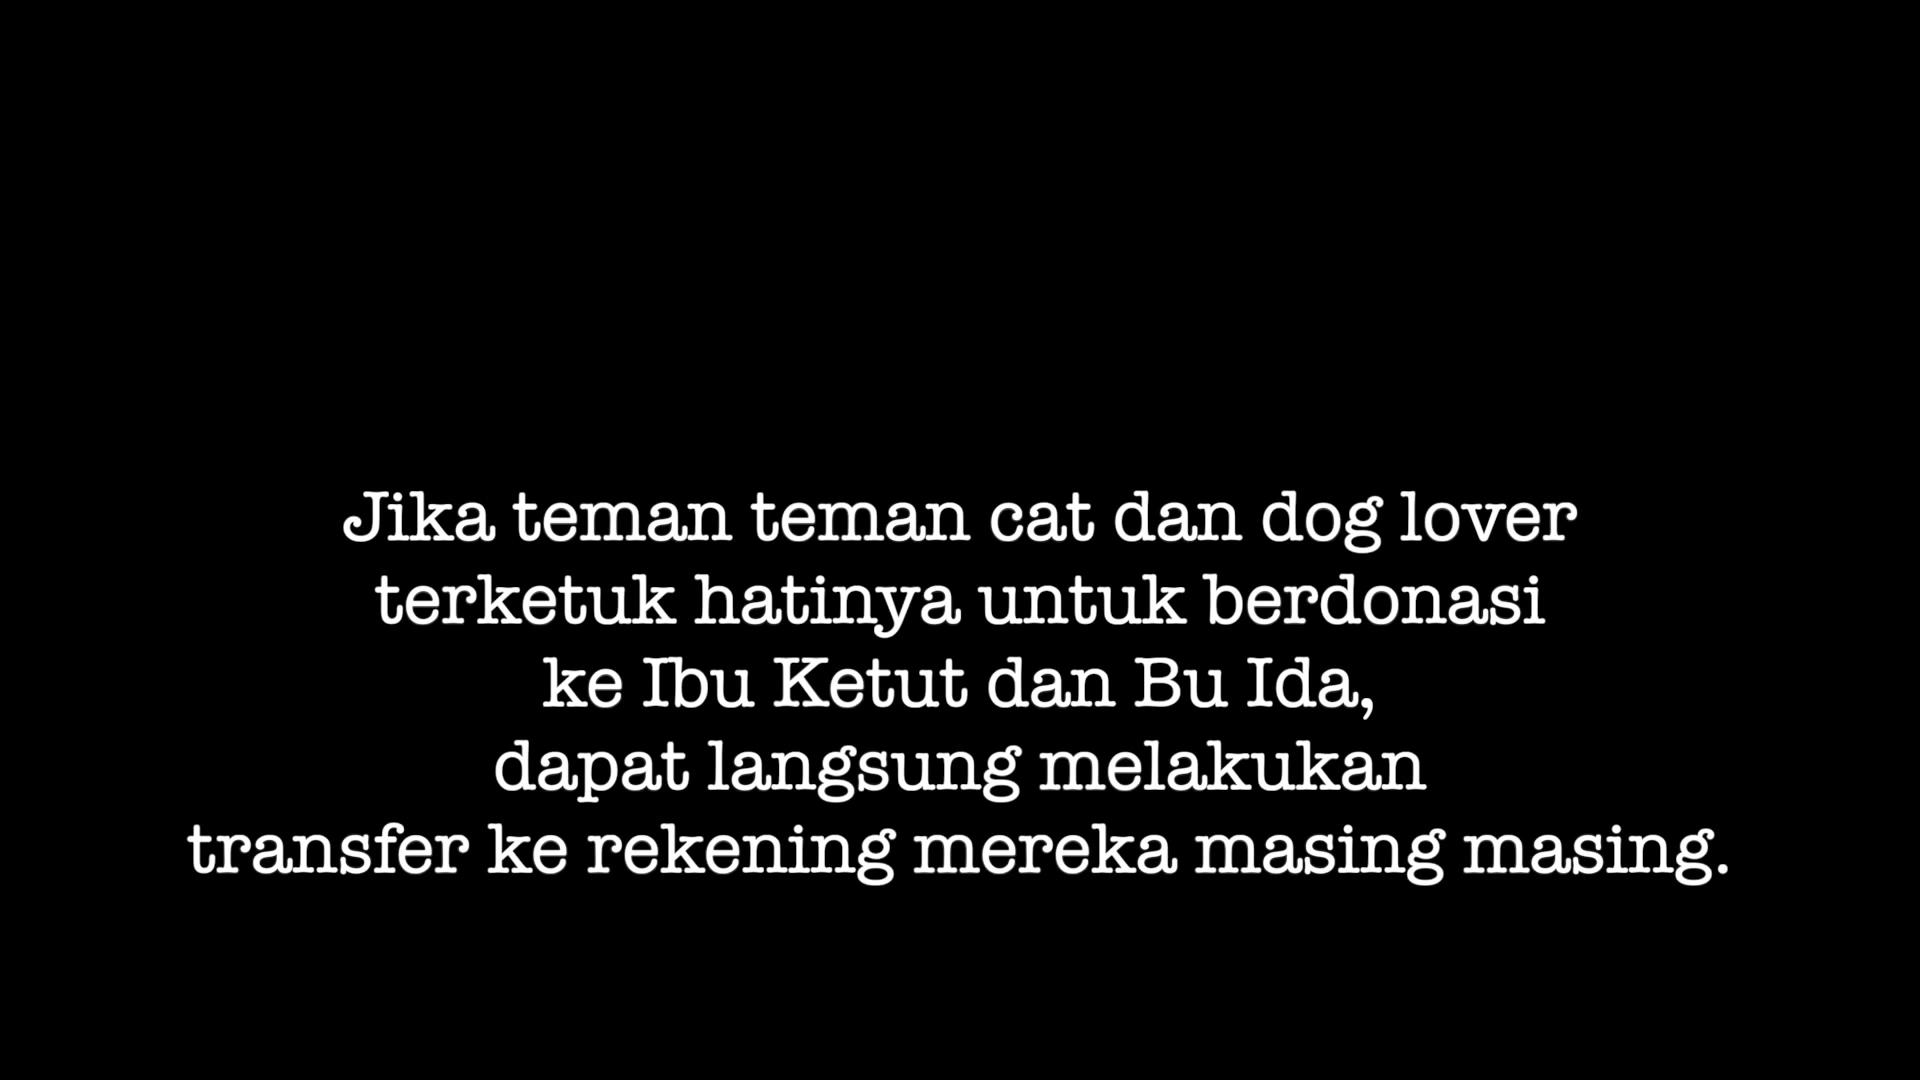 Jika teman teman cat dan dog lover
terketuk hatinya untuk berdonasi
ke Ibu Ketut dan Bu Ida,
dapat langsung melakukan
transfer ke rekening mereka masing masing.